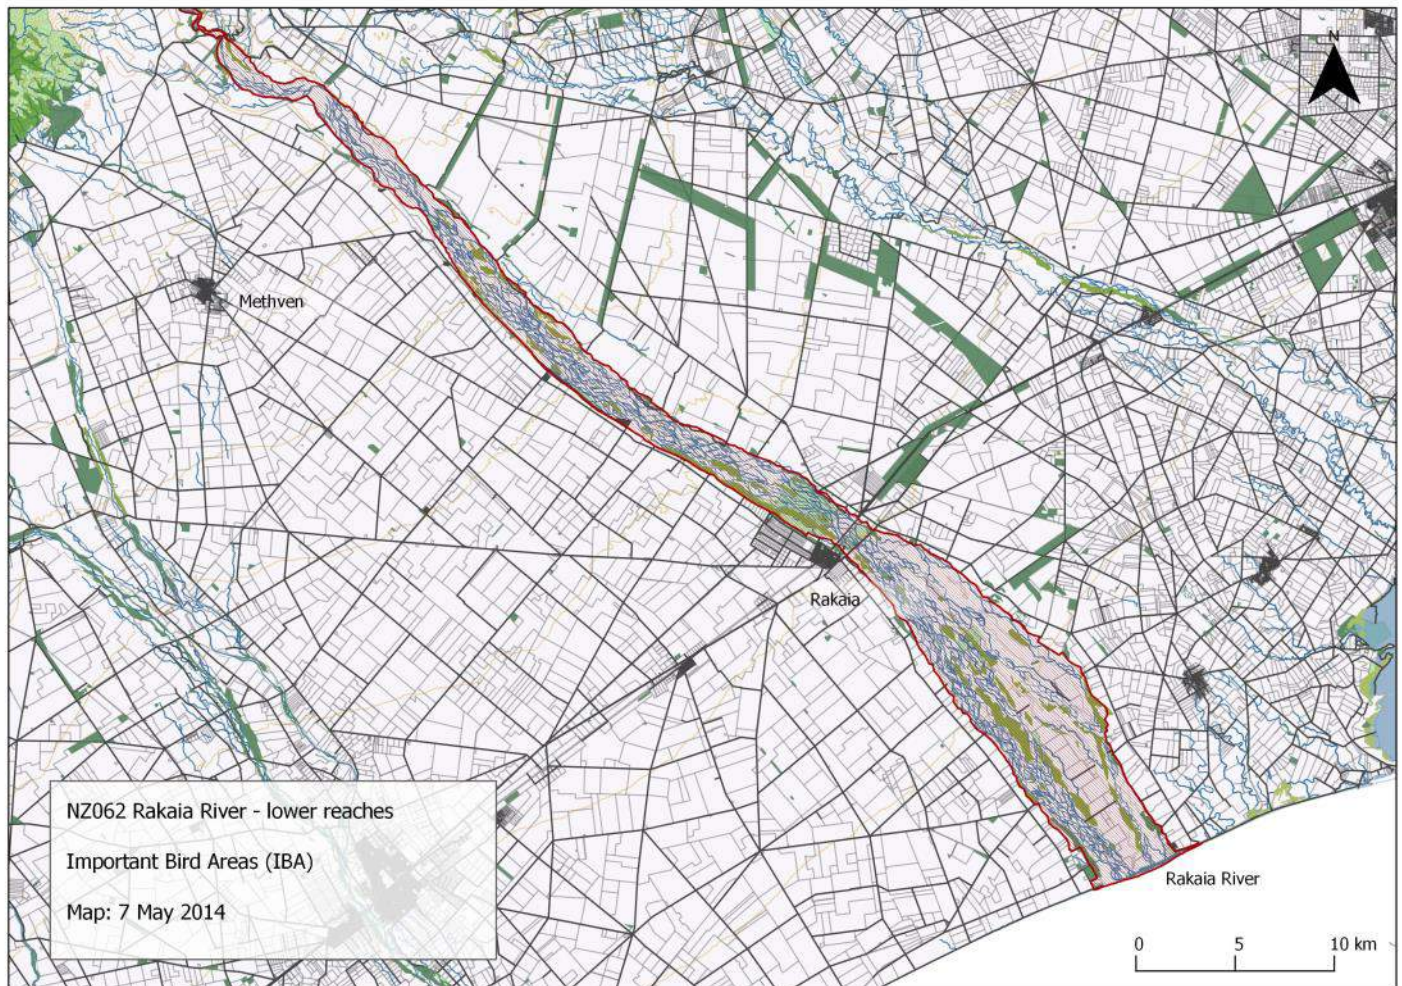 N
Methven
Rakaia
NZ062 Rakaia River - lower reaches
Important Bird Areas (IBA)
Map: 7 May 2014
Rakaia River
0 5 10 km